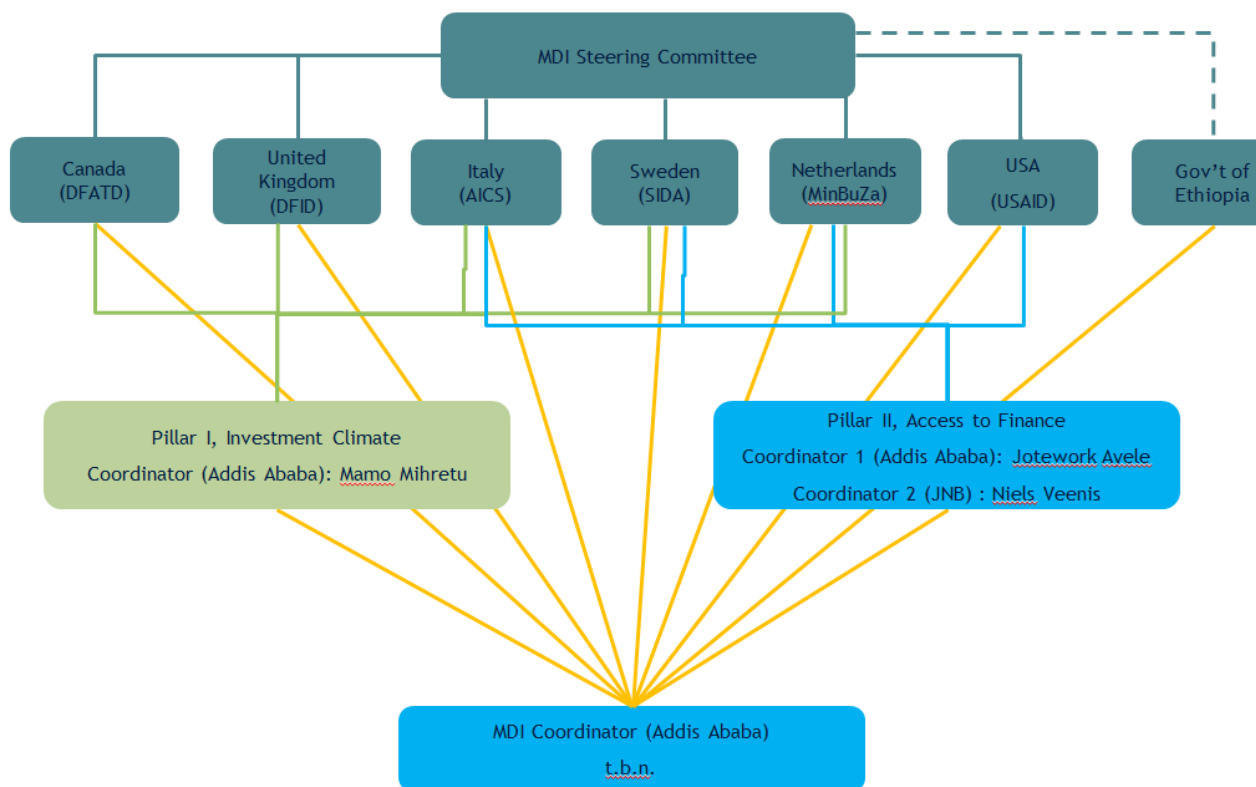 MDI Steering Committee
Canada
(DFATD)
United
Kingdom
(DFID)
Italy
(AICS)
Sweden
(SIDA)
Netherlands
(MinBuZa)
USA
(USAID)
Gov't of
Ethiopia
Pillar I, Investment Climate
Coordinator (Addis Ababa): Mamo Mihretu
Pillar II, Access to Finance
Coordinator 1 (Addis Ababa): Jotework Ayele
Coordinator 2 (JNB) : Niels Veenis
MDI Coordinator (Addis Ababa)
t.b.n.